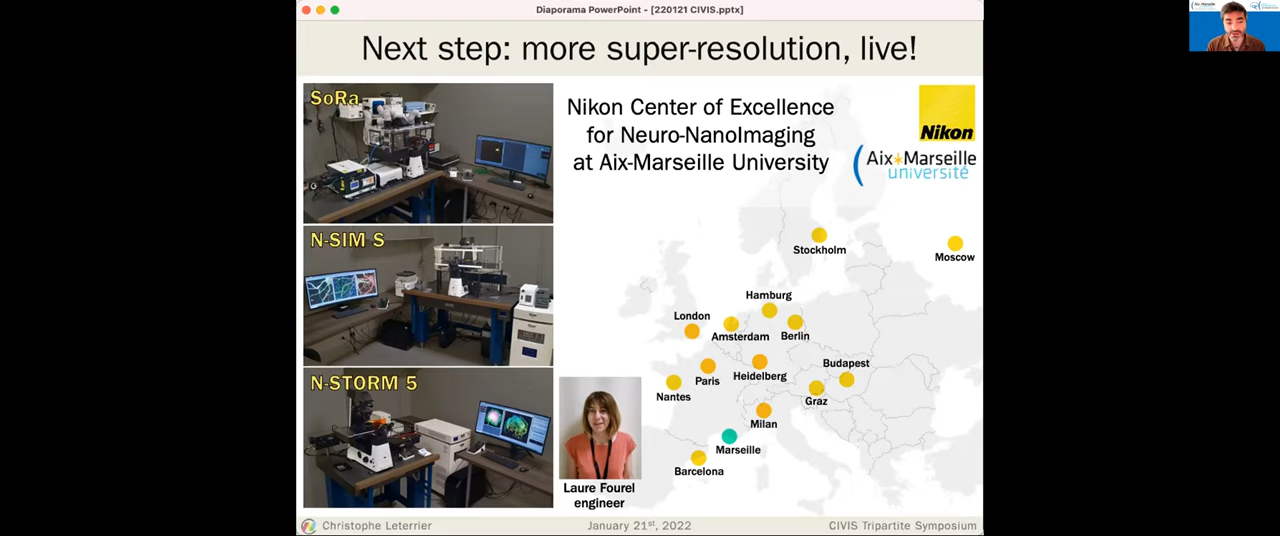 Diaporama PowerPoint - [220121 CIVIS.pptx]
Next step: more super-resolution, live!
SoRa
N-SIM S
N-STORM 5
Nikon Center of Excellence
for Neuro-NanoImaging
at Aix-Marseille University
Nikon
Aix Marseille
université
Stockholm
Moscow
Hamburg
London
Amsterdam
Berlin
Budapest
Paris
Heidelberg
Nantes
Graz
Milan
Marseille
Barcelona
Laure Fourel
engineer
Christophe Leterrier
January 21st, 2022
CIVIS Tripartite Symposium